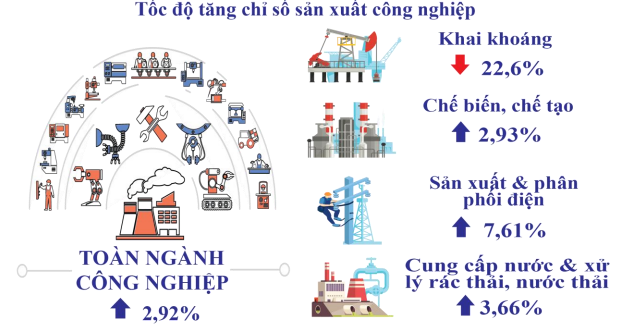 Tốc độ tăng chỉ số sản xuất công nghiệp
Khai khoáng
22,6%
Chế biến, chế tạo
2,93%
Sản xuất & phân
phối điện
7,61%
Cung cấp nước & xử
lý rác thải, nước thải
3,66%
TOÀN NGÀNH
CÔNG NGHIỆP
2,92%